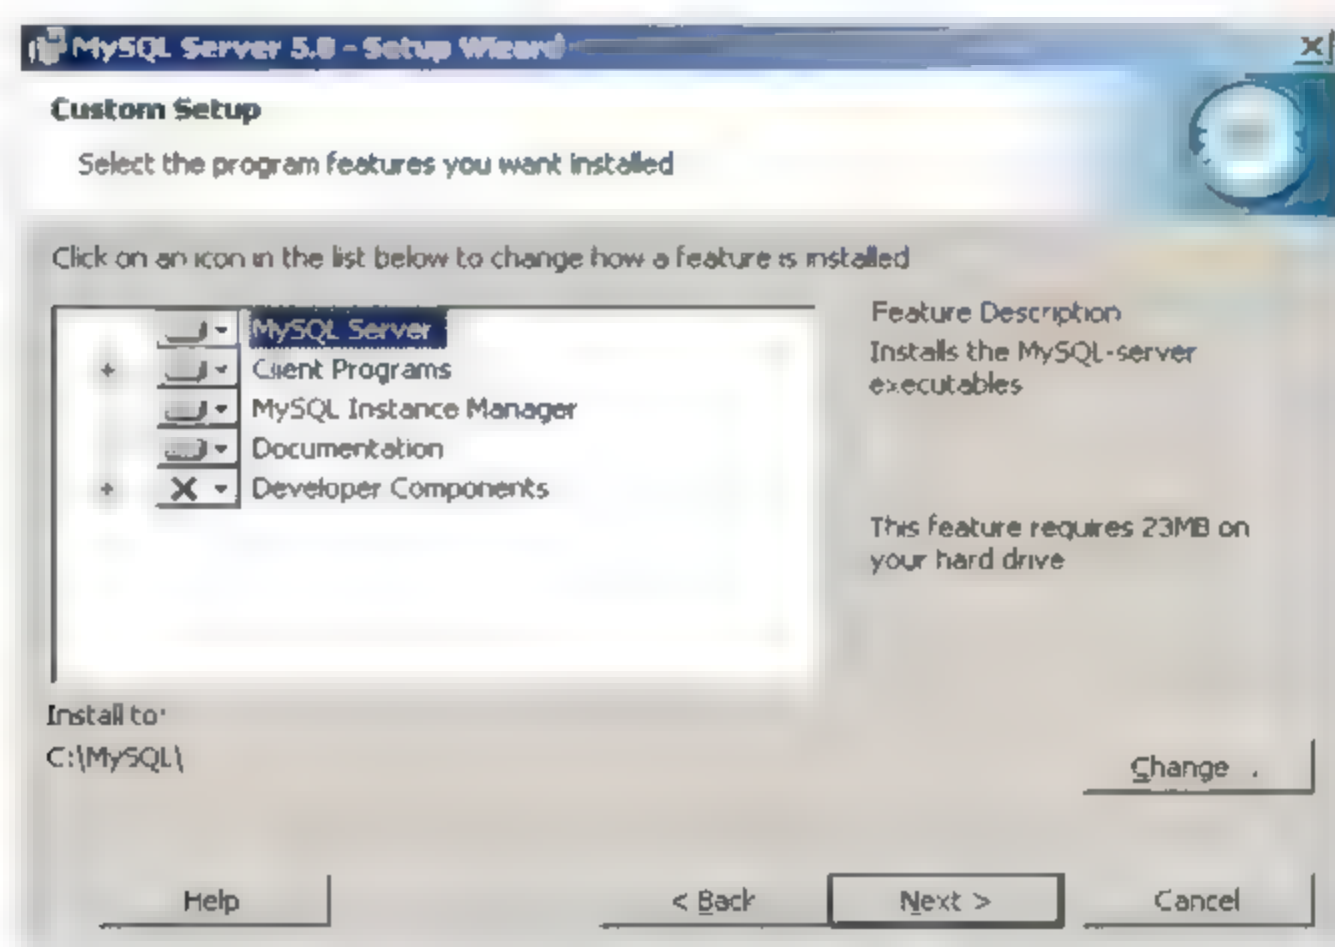 MySQL Server 5.0 - Setup Wizard
Custom Setup
Select the program features you want installed
Click on an icon in the list below to change how a feature is installed
MySQL Server
Client Programs
MySQL Instance Manager
Documentation
Developer Components
Feature Description
Installs the MySQL-server
executables
This feature requires 23MB on
your hard drive
Install to:
C:\MySQL\
Change...
Help
< Back
Next >
Cancel